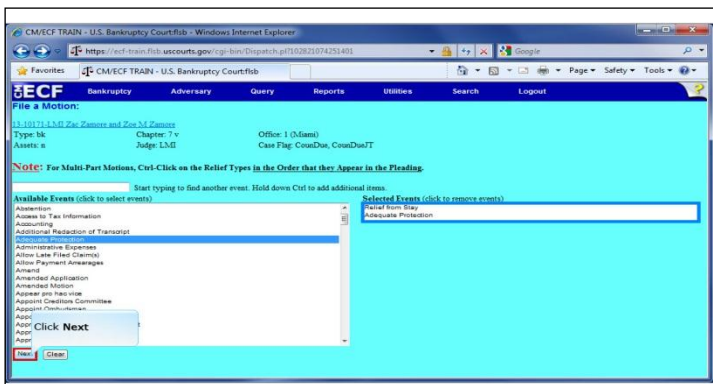 CM/ECF TRAIN - U.S. Bankruptcy Court:flsb - Windows Internet Explorer
https://ecf-train.flsb.uscourts.gov/cgi-bin/Dispatch.pl?102821074251401
Google
Favorites CM/ECF TRAIN - U.S. Bankruptcy Court:flsb Page Safety Tools
ECF Bankruptcy Adversary Query Reports Utilities Search Logout ?
File a Motion:
13-10171-LMI Zac Zamore and Zoe M Zamore
Type: bk Chapter: 7 v Office: 1 (Miami)
Assets: n Judge: LMI Case Flag: CounDue, CounDueJT
Note: For Multi-Part Motions, Ctrl-Click on the Relief Types in the Order that they Appear in the Pleading.
Start typing to find another event. Hold down Ctrl to add additional items.
Available Events (click to select events) Selected Events (click to remove events)
Abstention Relief from Stay
Access to Tax Information Adequate Protection
Accounting
Additional Redaction of Transcript
Adequate Protection
Administrative Expenses
Allow Late Filed Claim(s)
Allow Payment Arrearages
Amend
Amended Application
Amended Motion
Appear pro hac vice
Appoint Creditors Committee
Appoint Ombudsman
Click Next
Next Clear